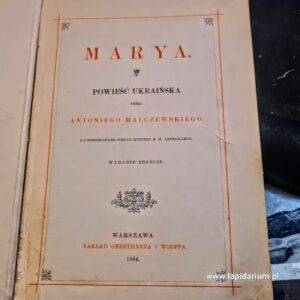 MARYA.
POWIEŚĆ UKRAIŃSKA
PRZEZ
ANTONIEGO MALCZEWSKIEGO.
WYDANIE TRZECIE.
WARSZAWA
NAKŁAD GEBETHNERA I WOLFFA.
1884.
www.lapidarium.pl